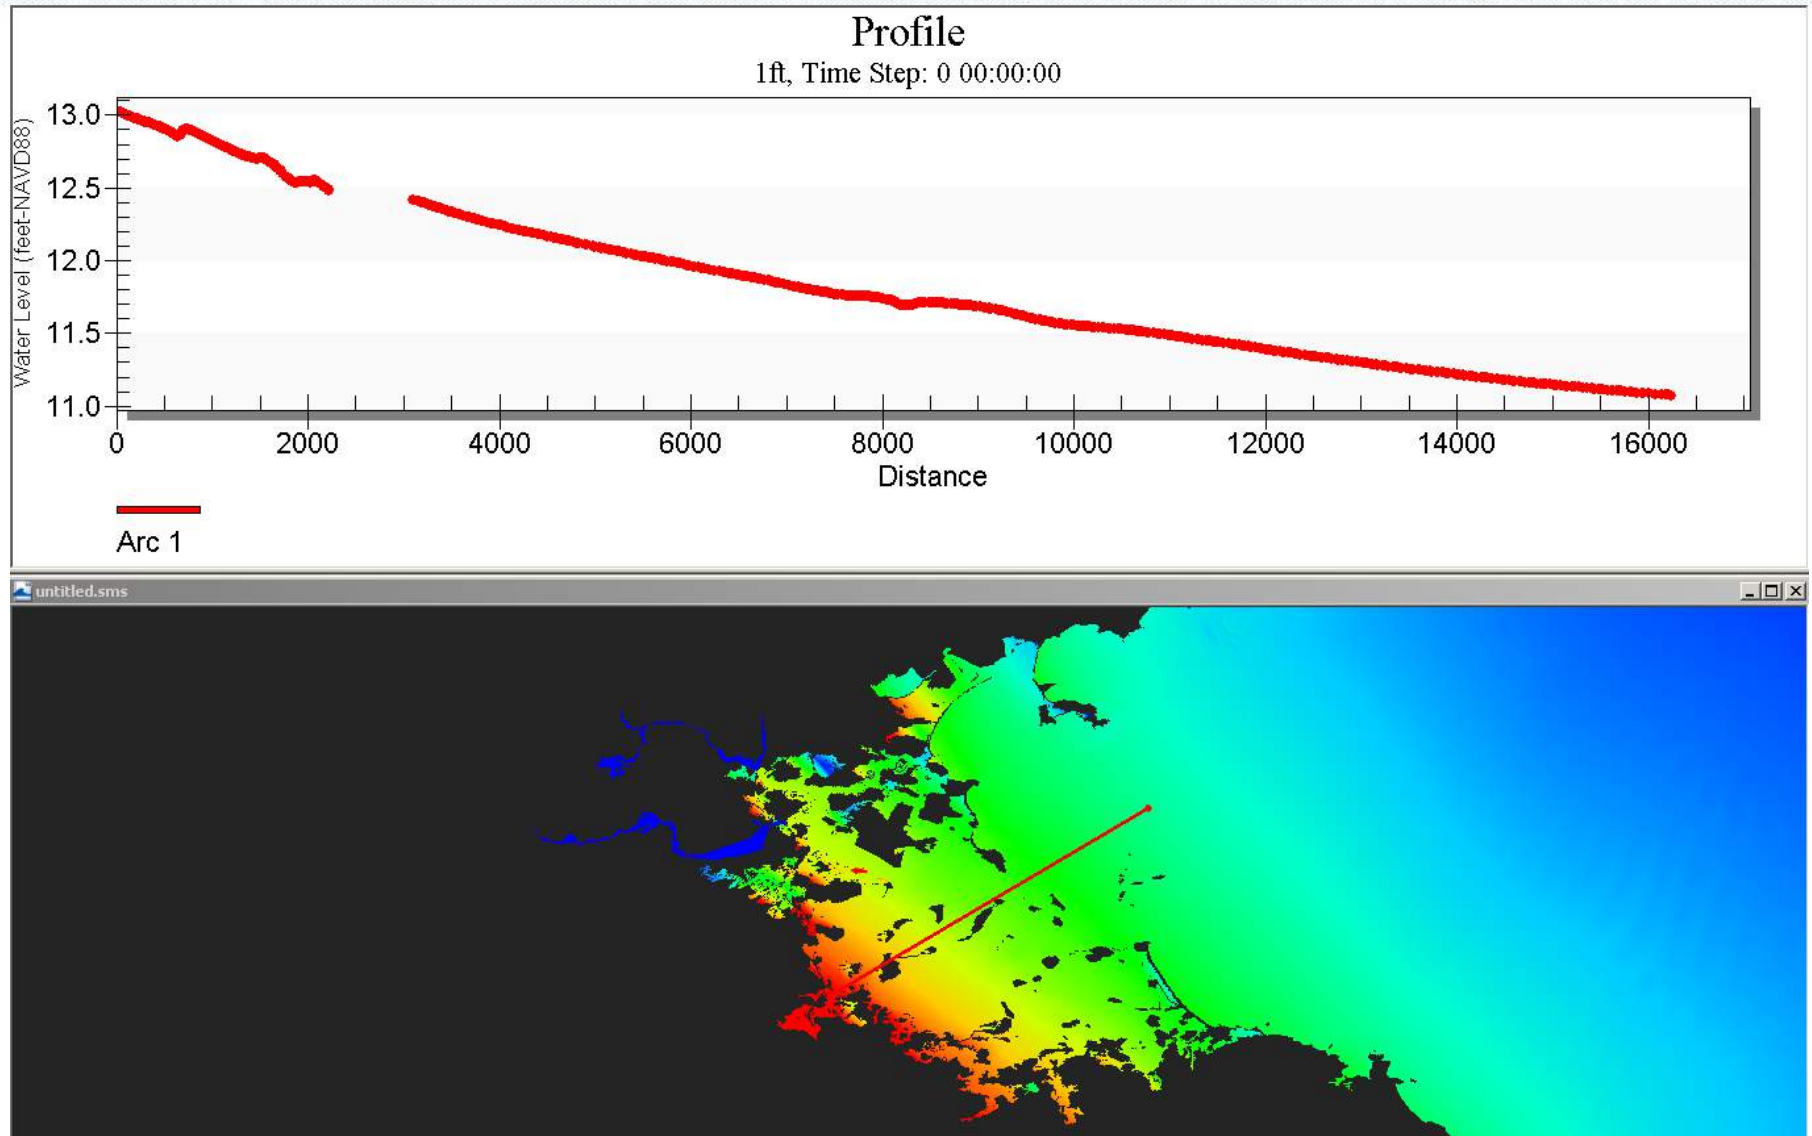 Profile
1ft, Time Step: 0 00:00:00
Water Level (feet-NAVD88)
13.0
12.5
12.0
11.5
11.0
0 2000 4000 6000 8000 10000 12000 14000 16000
Distance
Arc 1
untitled.sms